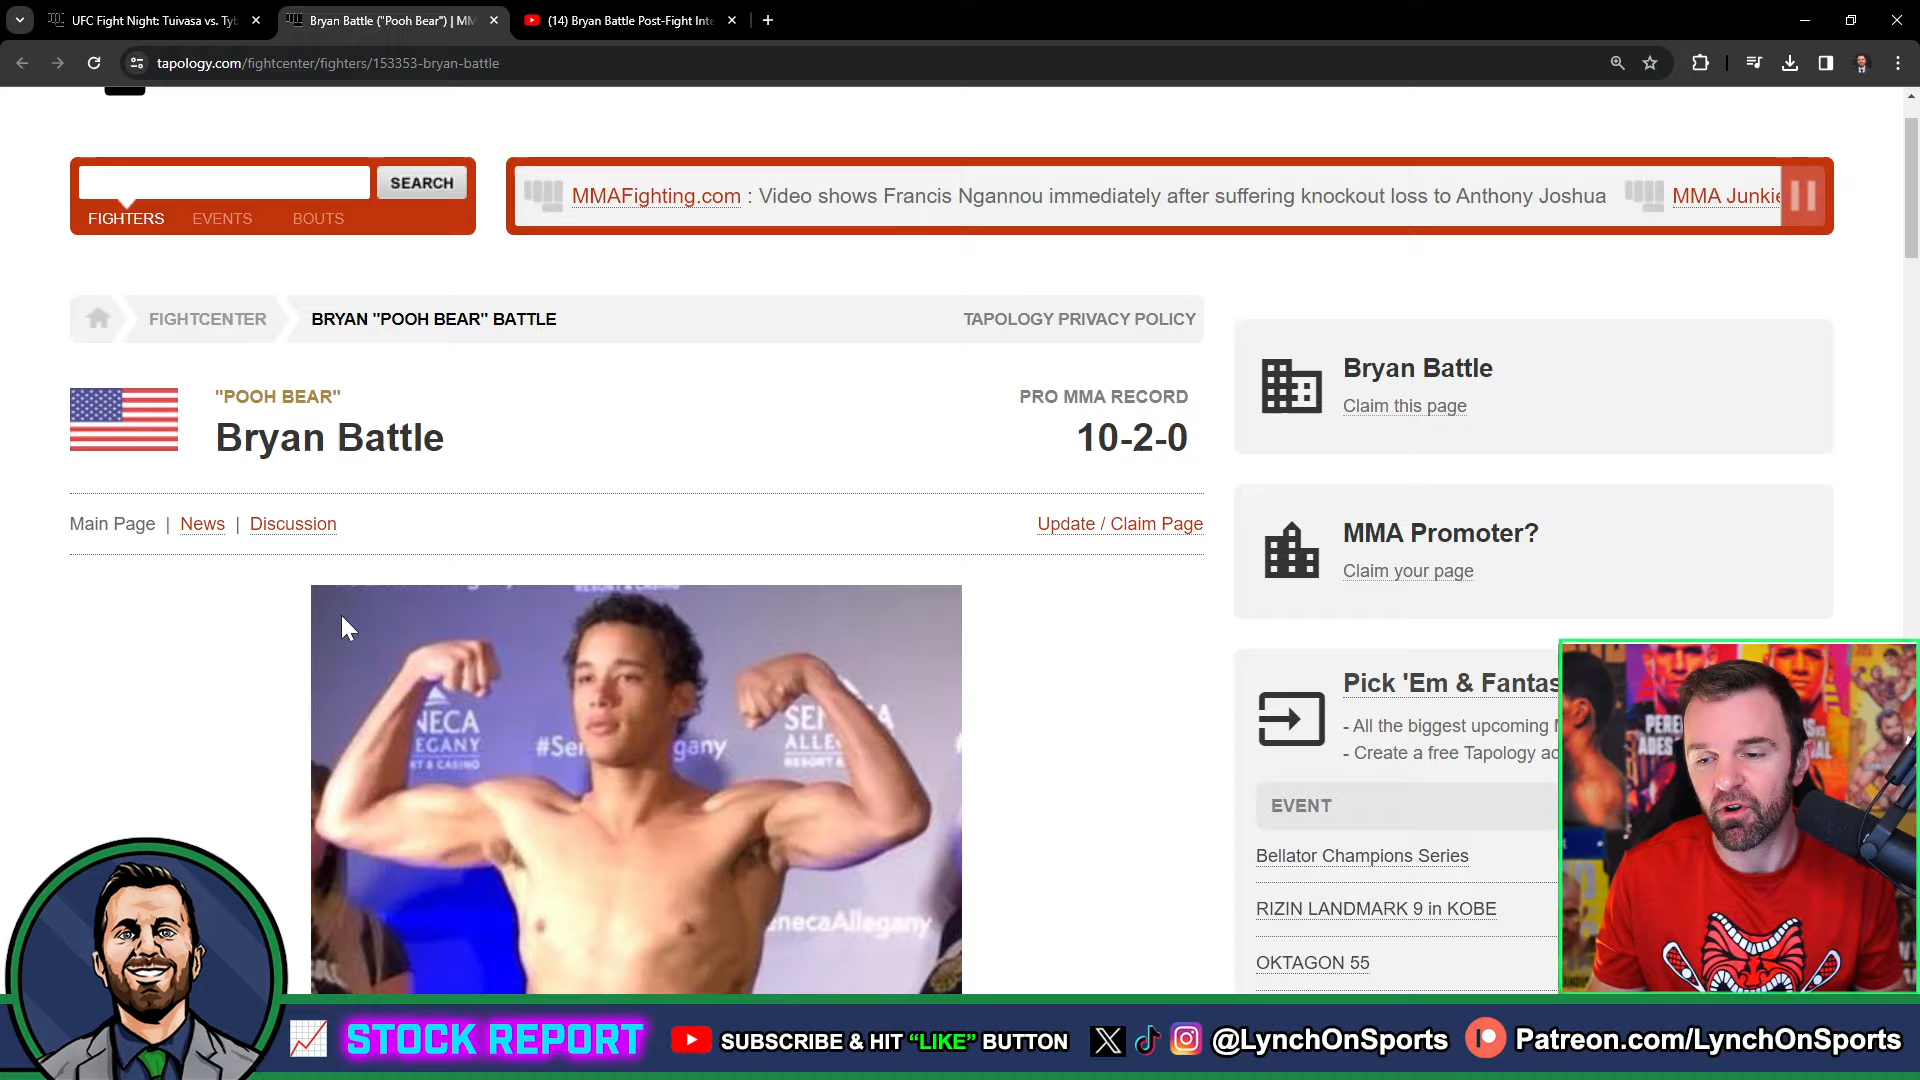 UFC Fight Night: Tuivasa vs. Tyb
Bryan Battle ("Pooh Bear") | MM
(14) Bryan Battle Post-Fight Inte
tapology.com/fightcenter/fighters/153353-bryan-battle
SEARCH
FIGHTERS
EVENTS
BOUTS
MMAFighting.com : Video shows Francis Ngannou immediately after suffering knockout loss to Anthony Joshua
MMA Junkie
FIGHTCENTER
BRYAN "POOH BEAR" BATTLE
TAPOLOGY PRIVACY POLICY
"POOH BEAR"
Bryan Battle
PRO MMA RECORD
10-2-0
Main Page | News | Discussion
Update / Claim Page
Bryan Battle
Claim this page
MMA Promoter?
Claim your page
Pick 'Em & Fantas
- All the biggest upcoming
- Create a free Tapology ac
EVENT
Bellator Champions Series
RIZIN LANDMARK 9 in KOBE
OKTAGON 55
STOCK REPORT
SUBSCRIBE & HIT “LIKE” BUTTON
@LynchOnSports
Patreon.com/LynchOnSports